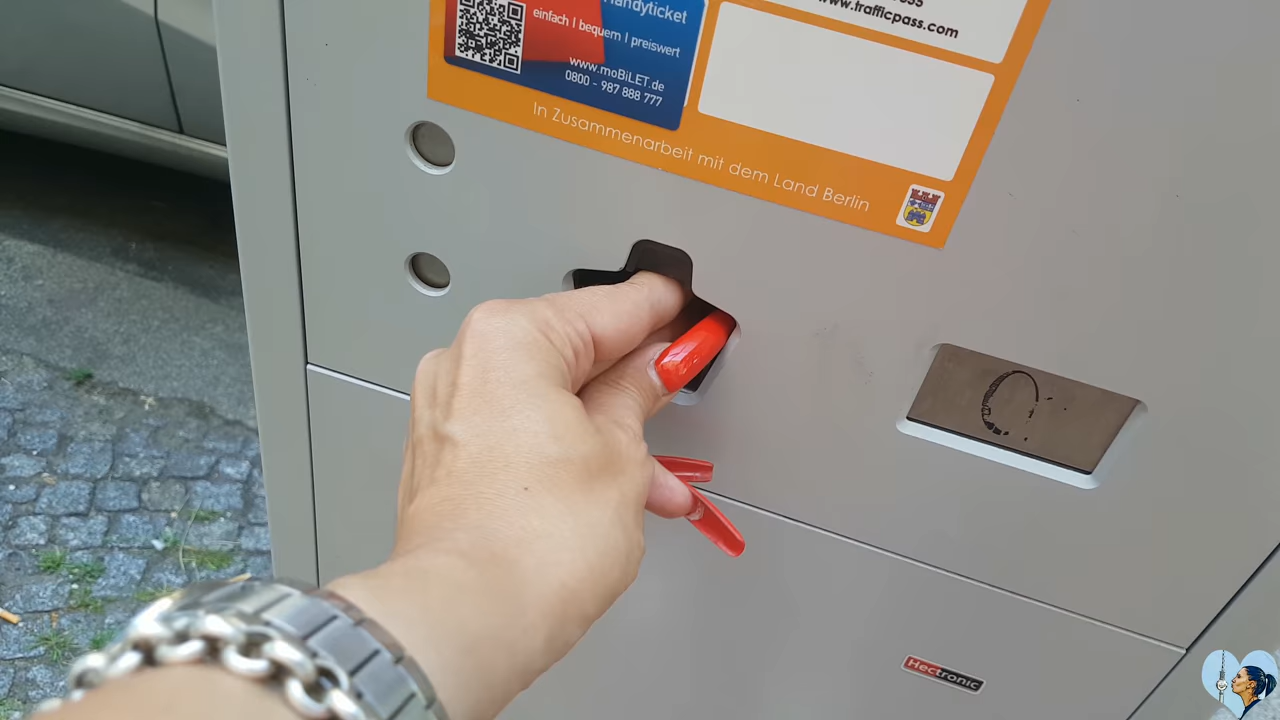 Handyticket
einfach | bequem | preiswert
www.moBiLET.de
0800 - 987 888 777
www.trafficpass.com
In Zusammenarbeit mit dem Land Berlin
Hectronic